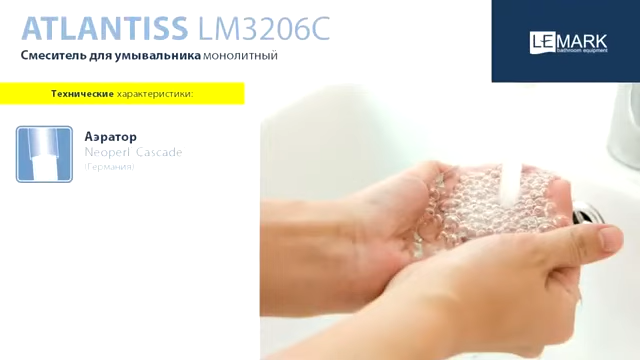 ATLANTISS LM3206C
Смеситель для умывальника монолитный
LEMARK
bathroom equipment
Технические характеристики:
Аэратор
Neoperl Cascade
(Германия)